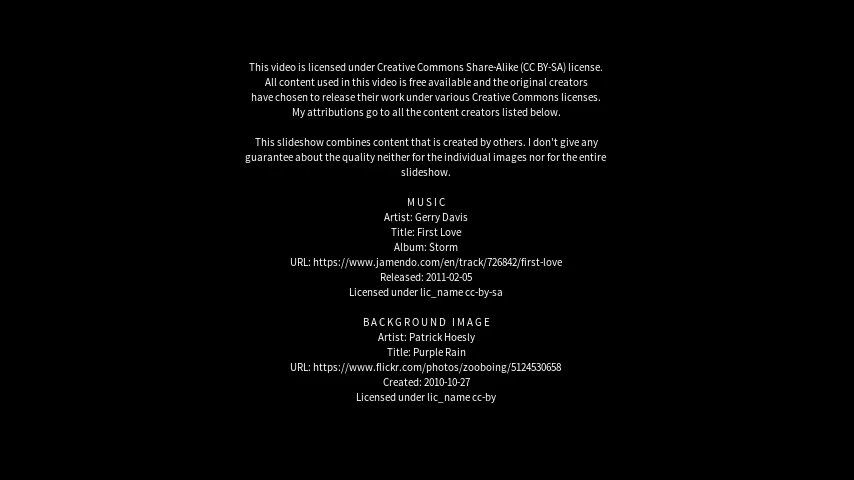 This video is licensed under Creative Commons Share-Alike (CC BY-SA) license.
All content used in this video is free available and the original creators
have chosen to release their work under various Creative Commons licenses.
My attributions go to all the content creators listed below.
This slideshow combines content that is created by others. I don't give any
guarantee about the quality neither for the individual images nor for the entire
slideshow.
MUSIC
Artist: Gerry Davis
Title: First Love
Album: Storm
URL: https://www.jamendo.com/en/track/726842/first-love
Released: 2011-02-05
Licensed under lic_name cc-by-sa
BACKGROUND IMAGE
Artist: Patrick Hoesly
Title: Purple Rain
URL: https://www.flickr.com/photos/zooboing/5124530658
Created: 2010-10-27
Licensed under lic_name cc-by